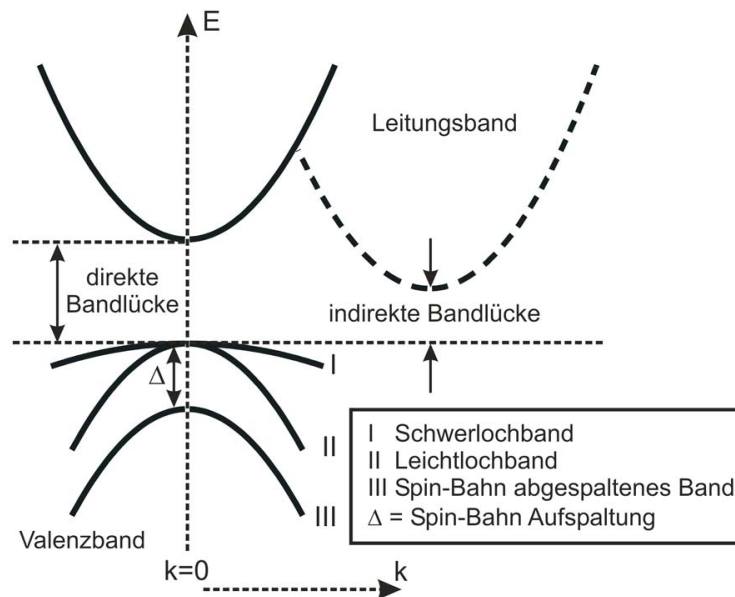 E
Leitungsband
direkte
Bandlücke
indirekte Bandlücke
I
Δ
II
III
I Schwerlochband
II Leichtlochband
III Spin-Bahn abgespaltenes Band
Δ = Spin-Bahn Aufspaltung
Valenzband
k=0
k